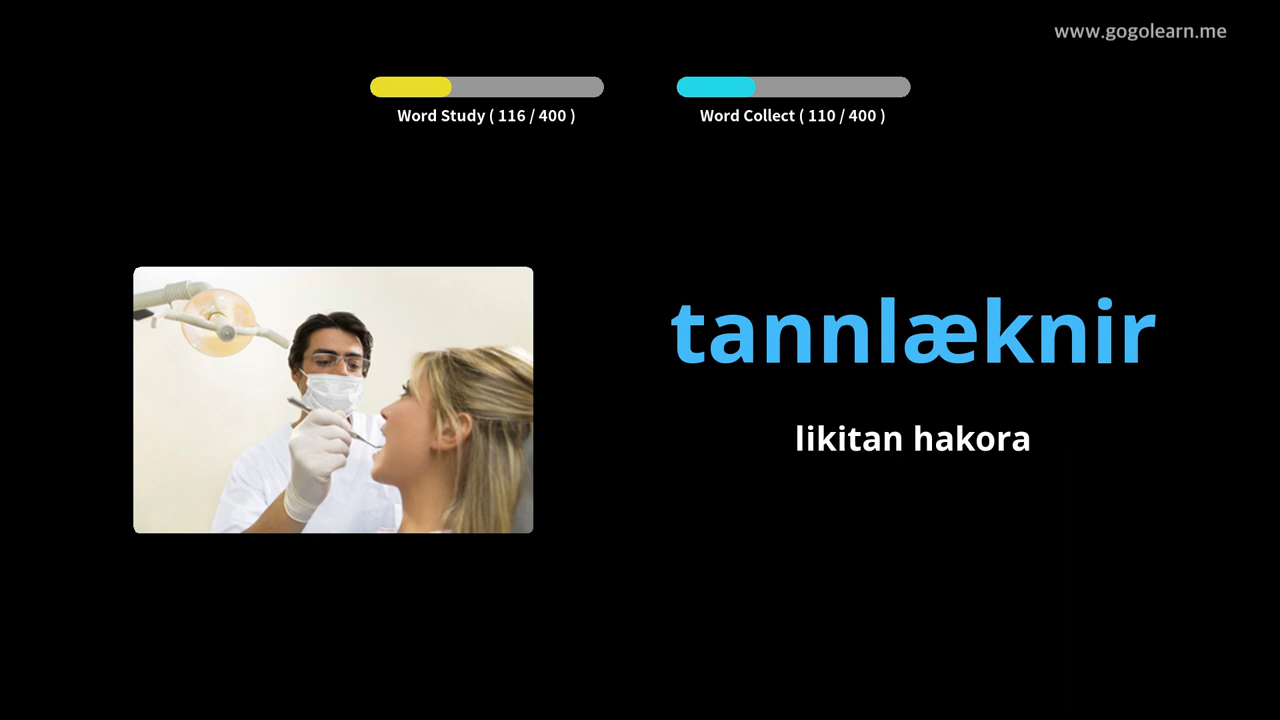 www.gogolearn.me
Word Study ( 116 / 400 )
Word Collect ( 110 / 400 )
tannlæknir
likitan hakora